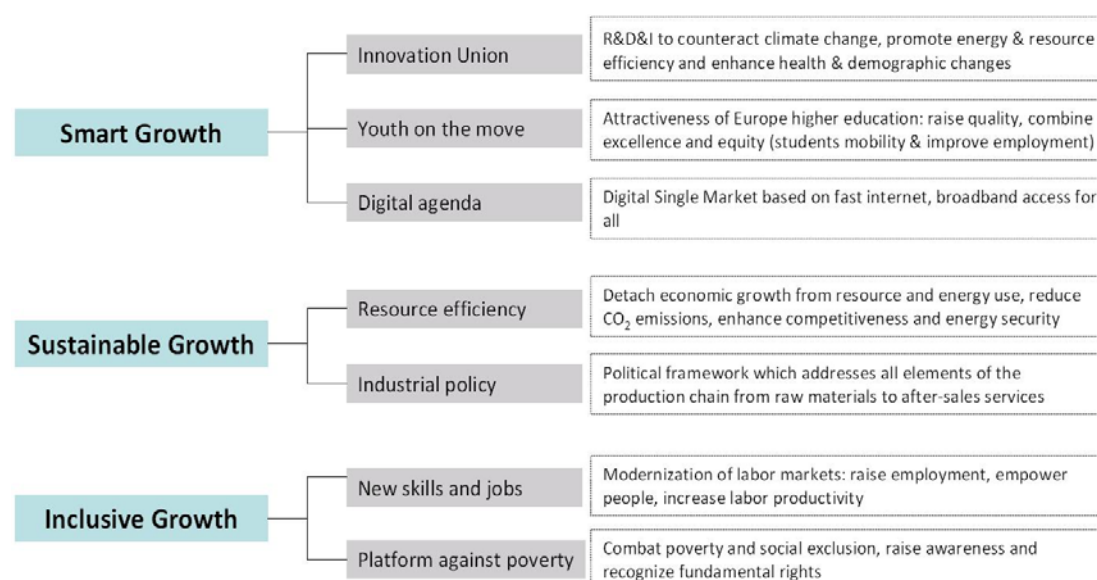 Smart Growth
Innovation Union
R&D&I to counteract climate change, promote energy & resource
efficiency and enhance health & demographic changes
Youth on the move
Attractiveness of Europe higher education: raise quality, combine
excellence and equity (students mobility & improve employment)
Digital agenda
Digital Single Market based on fast internet, broadband access for
all
Sustainable Growth
Resource efficiency
Detach economic growth from resource and energy use, reduce
CO₂ emissions, enhance competitiveness and energy security
Industrial policy
Political framework which addresses all elements of the
production chain from raw materials to after-sales services
Inclusive Growth
New skills and jobs
Modernization of labor markets: raise employment, empower
people, increase labor productivity
Platform against poverty
Combat poverty and social exclusion, raise awareness and
recognize fundamental rights